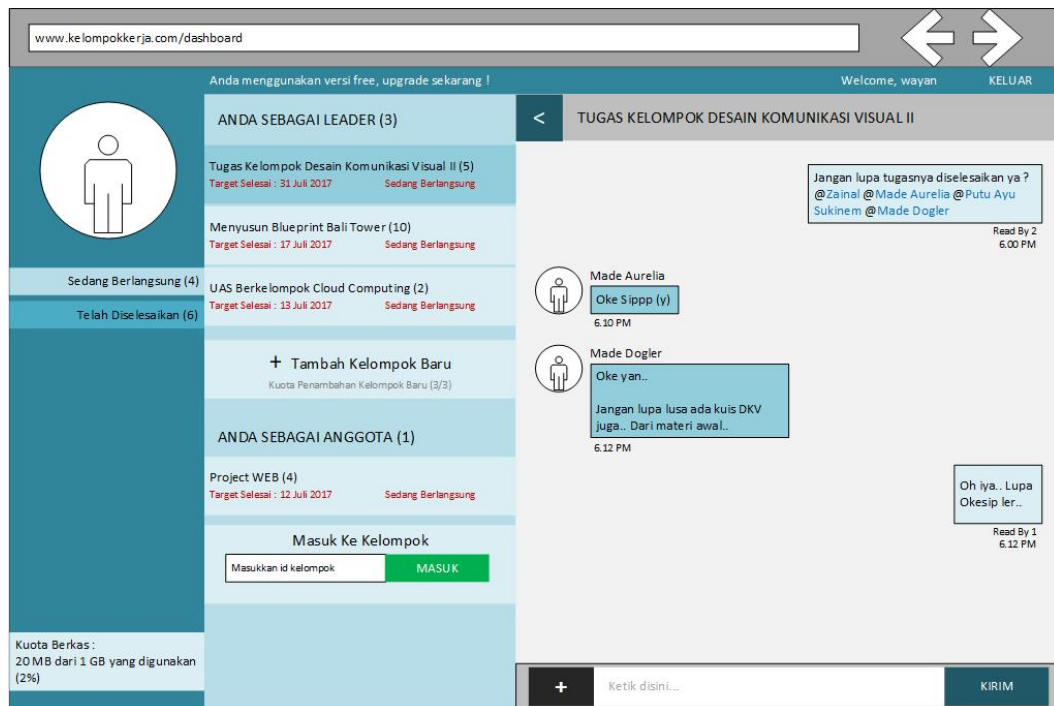 www.kelompokkerja.com/dashboard
Anda menggunakan versi free, upgrade sekarang !
Welcome, wayan
KELUAR
Sedang Berlangsung (4)
Telah Diselesaikan (6)
Kuota Berkas :
20 MB dari 1 GB yang digunakan
(2%)
ANDA SEBAGAI LEADER (3)
Tugas Kelompok Desain Komunikasi Visual II (5)
Target Selesai : 31 Juli 2017 Sedang Berlangsung
Menyusun Blueprint Bali Tower (10)
Target Selesai : 17 Juli 2017 Sedang Berlangsung
UAS Berkelompok Cloud Computing (2)
Target Selesai : 13 Juli 2017 Sedang Berlangsung
+ Tambah Kelompok Baru
Kuota Penambahan Kelompok Baru (3/3)
ANDA SEBAGAI ANGGOTA (1)
Project WEB (4)
Target Selesai : 12 Juli 2017 Sedang Berlangsung
Masuk Ke Kelompok
Masukkan id kelompok
MASUK
< TUGAS KELOMPOK DESAIN KOMUNIKASI VISUAL II
Jangan lupa tugasnya diselesaikan ya ?
@Zainal @Made Aurelia @Putu Ayu
Sukinem @Made Dogler
Read By 2
6.00 PM
Made Aurelia
Oke Sippp (y)
6.10 PM
Made Dogler
Oke yan..
Jangan lupa lusa ada kuis DKV
juga.. Dari materi awal..
6.12 PM
Oh iya.. Lupa
Okesip ler..
Read By 1
6.12 PM
+
Ketik disini...
KIRIM